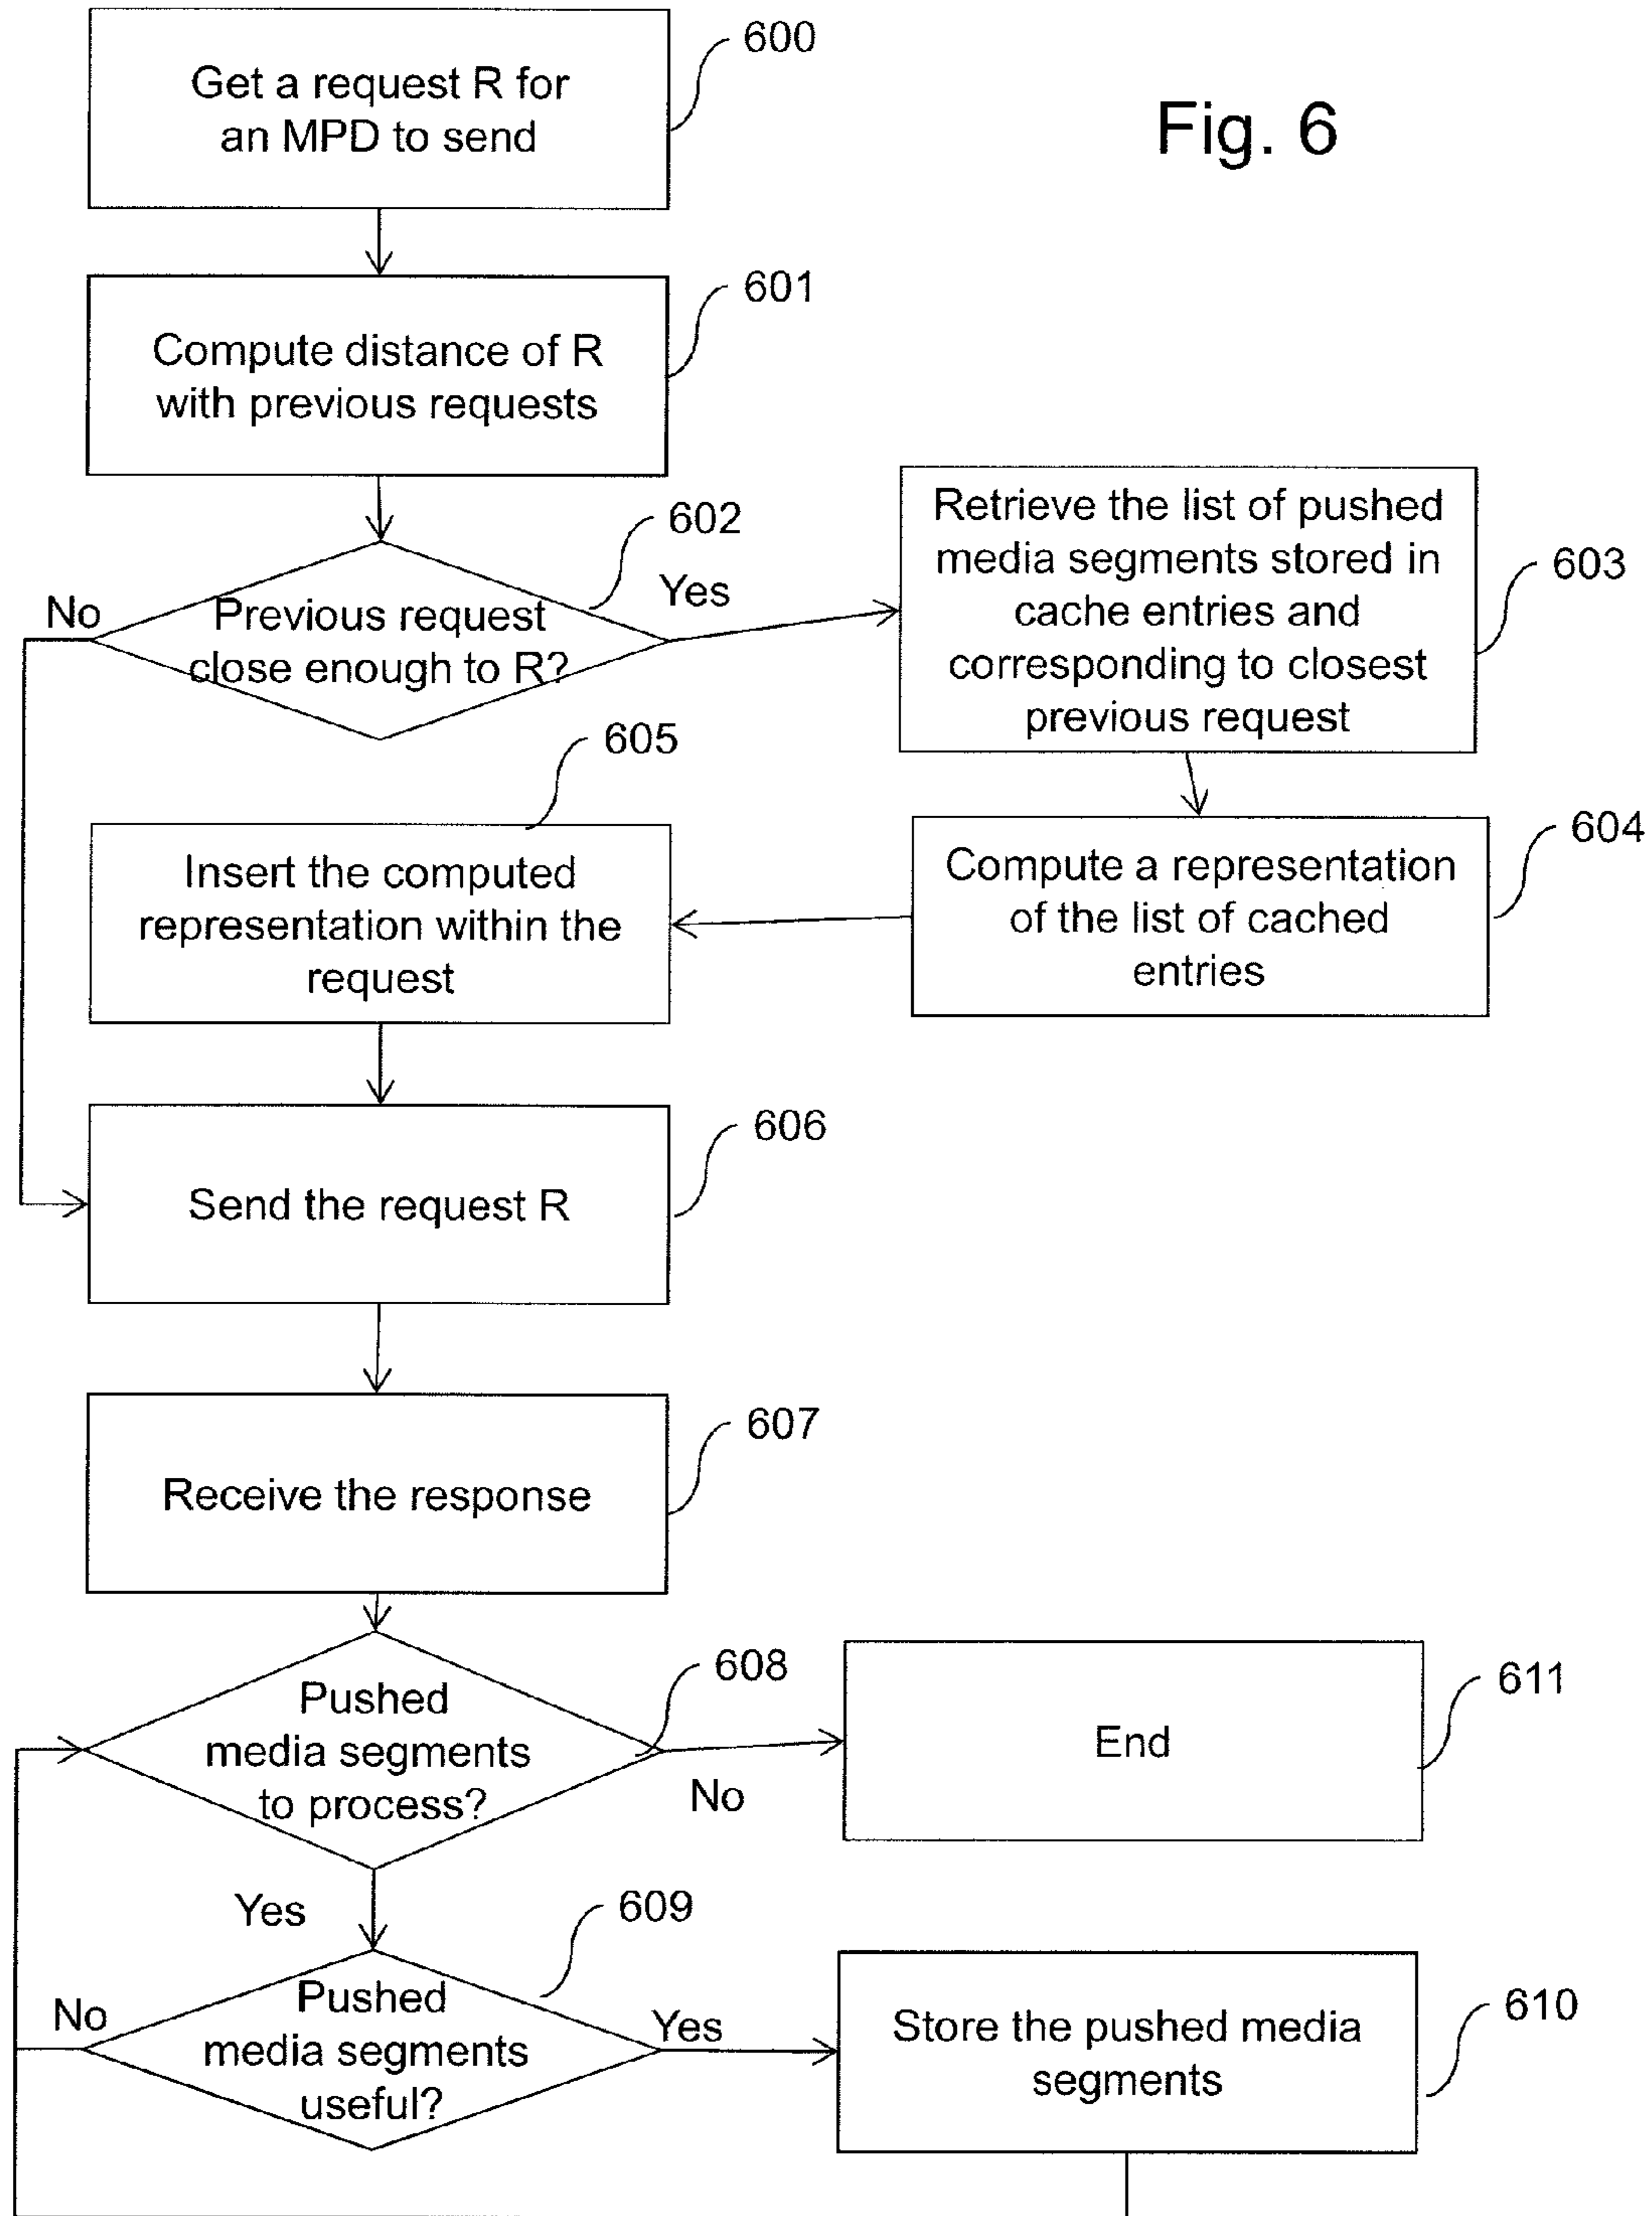 Fig. 6
Get a request R for
an MPD to send
600
Compute distance of R
with previous requests
601
Previous request
close enough to R?
602
No
Yes
Retrieve the list of pushed
media segments stored in
cache entries and
corresponding to closest
previous request
603
Compute a representation
of the list of cached
entries
604
Insert the computed
representation within the
request
605
Send the request R
606
Receive the response
607
Pushed
media segments
to process?
608
No
End
611
Yes
Pushed
media segments
useful?
609
No
Yes
Store the pushed media
segments
610